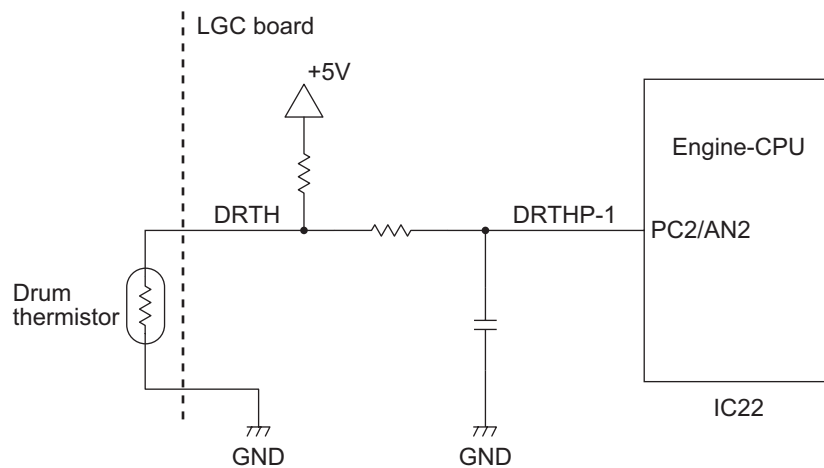 LGC board
+5V
Engine-CPU
DRTH
DRTHP-1
PC2/AN2
Drum
thermistor
IC22
GND
GND